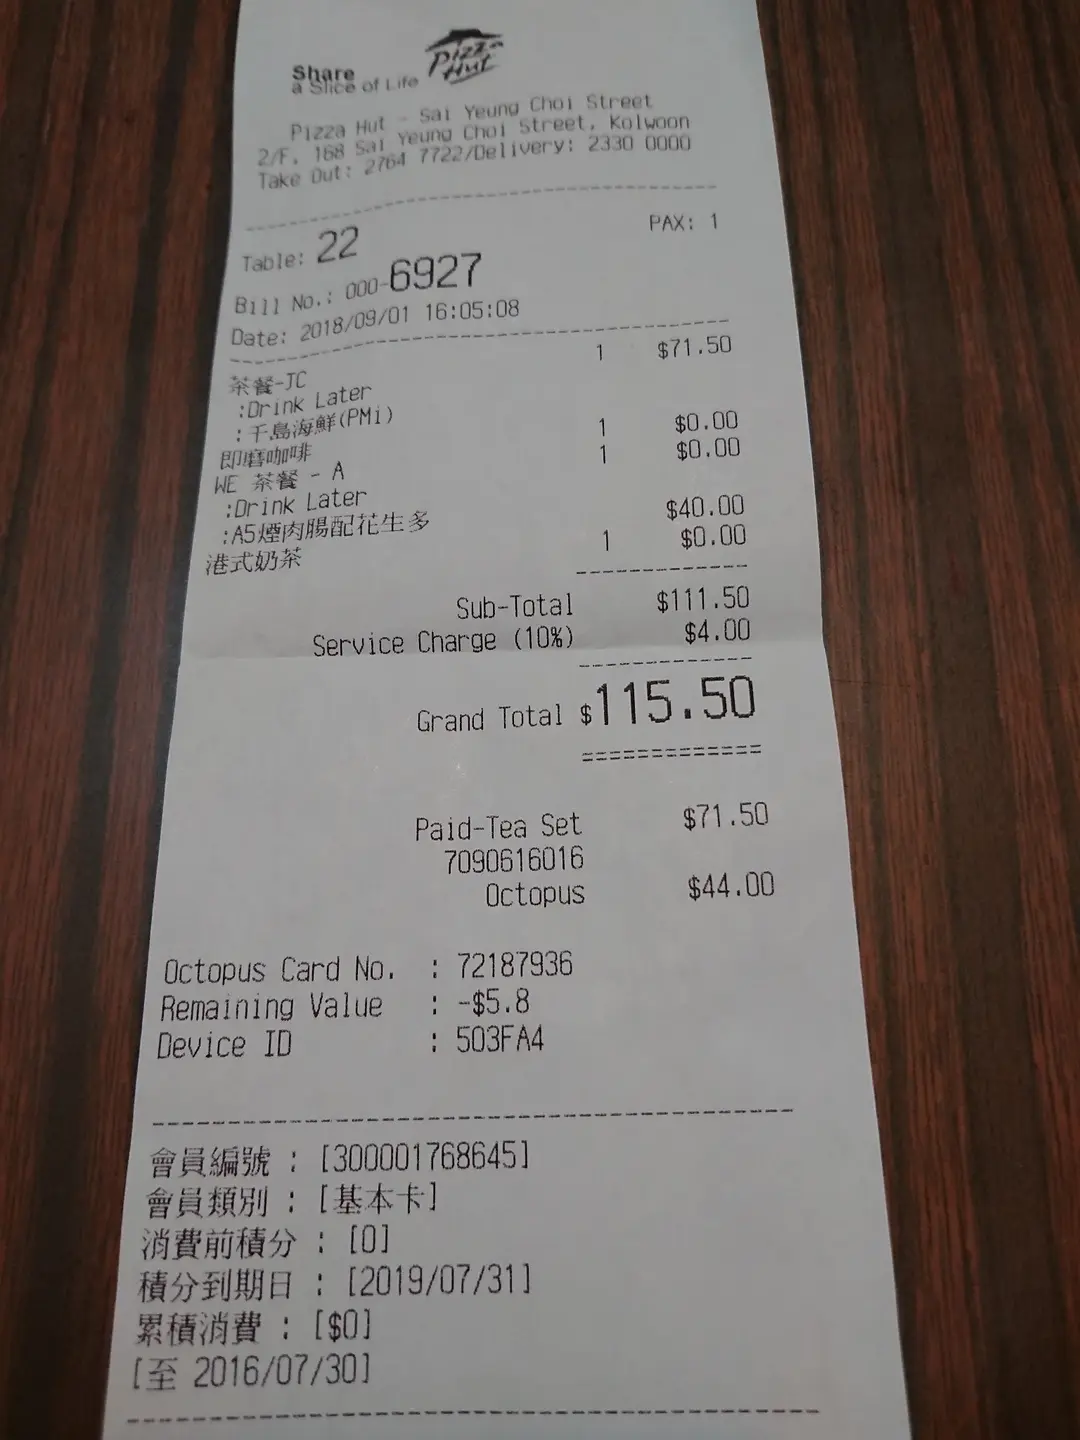 Share
a Slice of Life
Pizza Hut
Pizza Hut - Sai Yeung Choi Street
2/F, 168 Sai Yeung Choi Street, Kolwoon
Take Out: 2764 7722/Delivery: 2330 0000
PAX: 1
Table: 22
Bill No.: 000-6927
Date: 2018/09/01 16:05:08
茶餐-JC 1 $71.50
:Drink Later
:千島海鮮(PMi)
即磨咖啡 1 $0.00
WE 茶餐 - A 1 $0.00
:Drink Later
:A5煙肉腸配花生多 $40.00
港式奶茶 1 $0.00
Sub-Total $111.50
Service Charge (10%) $4.00
Grand Total $115.50
Paid-Tea Set $71.50
7090616016
Octopus $44.00
Octopus Card No. : 72187936
Remaining Value : -$5.8
Device ID : 503FA4
會員編號 : [300001768645]
會員類別 : [基本卡]
消費前積分 : [0]
積分到期日 : [2019/07/31]
累積消費 : [$0]
[至 2016/07/30]